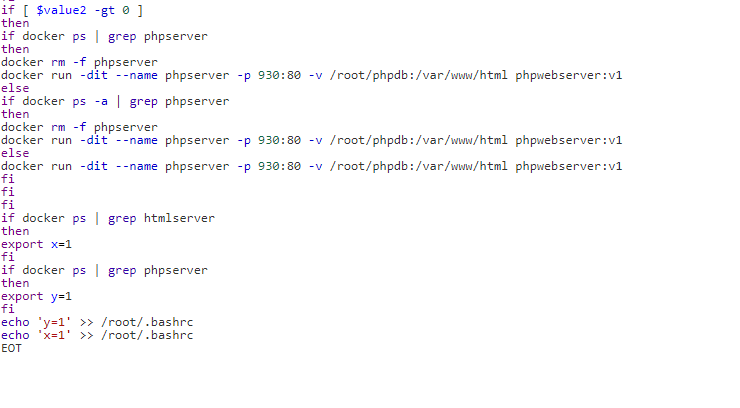 if [ $value2 -gt 0 ]
then
if docker ps | grep phpserver
then
docker rm -f phpserver
docker run -dit --name phpserver -p 930:80 -v /root/phpdb:/var/www/html phpwebserver:v1
else
if docker ps -a | grep phpserver
then
docker rm -f phpserver
docker run -dit --name phpserver -p 930:80 -v /root/phpdb:/var/www/html phpwebserver:v1
else
docker run -dit --name phpserver -p 930:80 -v /root/phpdb:/var/www/html phpwebserver:v1
fi
fi
fi
if docker ps | grep htmlserver
then
export x=1
fi
if docker ps | grep phpserver
then
export y=1
fi
echo 'y=1' >> /root/.bashrc
echo 'x=1' >> /root/.bashrc
EOT